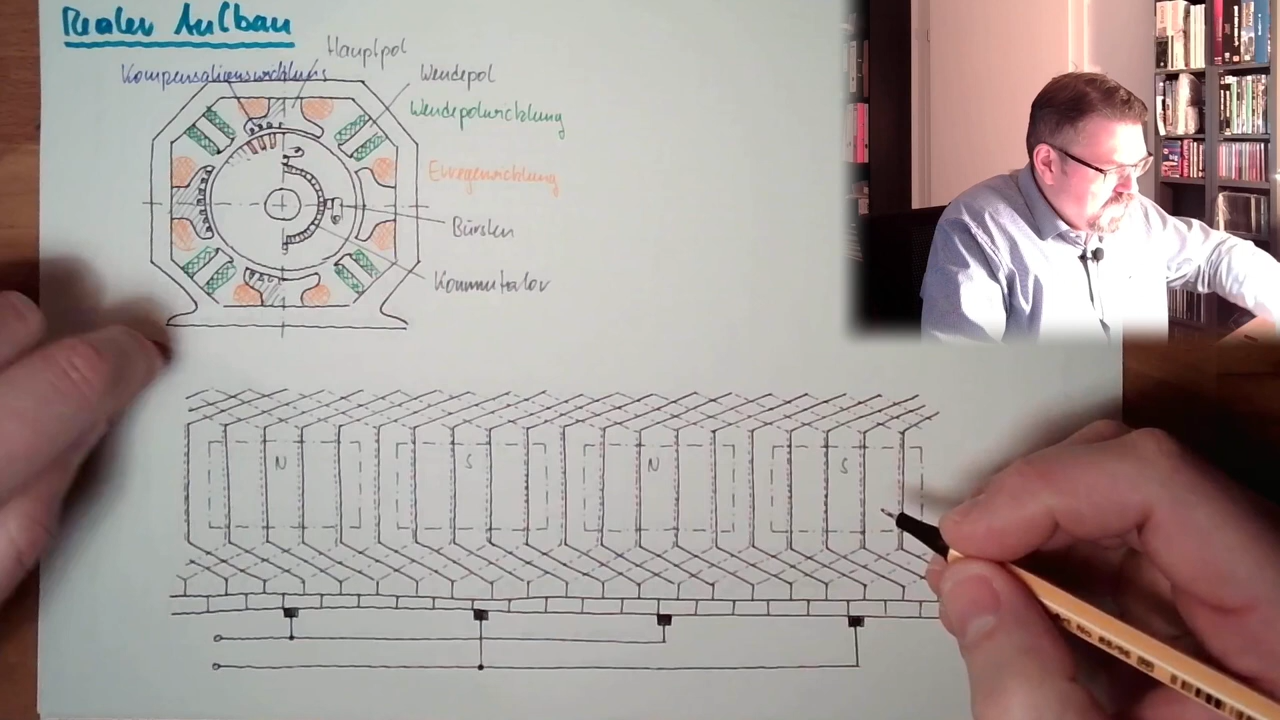 Realer Aufbau
Hauptpol
Kompensationswicklung
Wendepol
Wendepolwicklung
Erregerwicklung
Bürsten
Kommutator
N
S
N
S